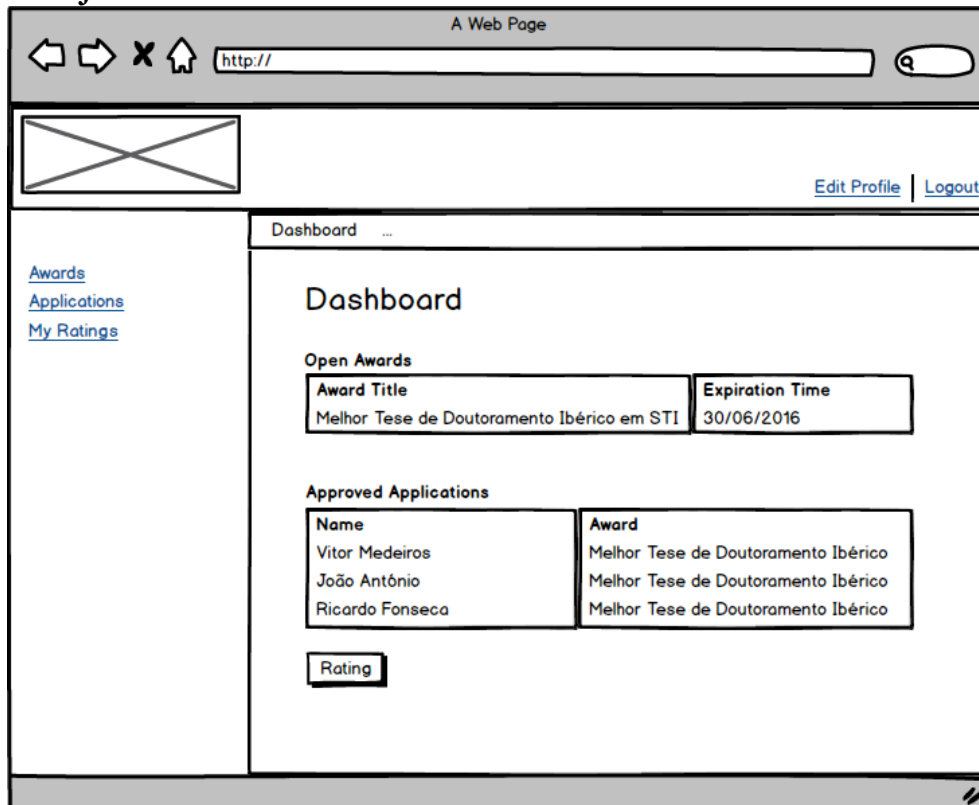 A Web Page
http://
Edit Profile Logout
Dashboard ...
Awards
Applications
My Ratings
Dashboard
Open Awards
Award Title Expiration Time
Melhor Tese de Doutoramento Ibérico em STI 30/06/2016
Approved Applications
Name Award
Vitor Medeiros Melhor Tese de Doutoramento Ibérico
João António Melhor Tese de Doutoramento Ibérico
Ricardo Fonseca Melhor Tese de Doutoramento Ibérico
Rating